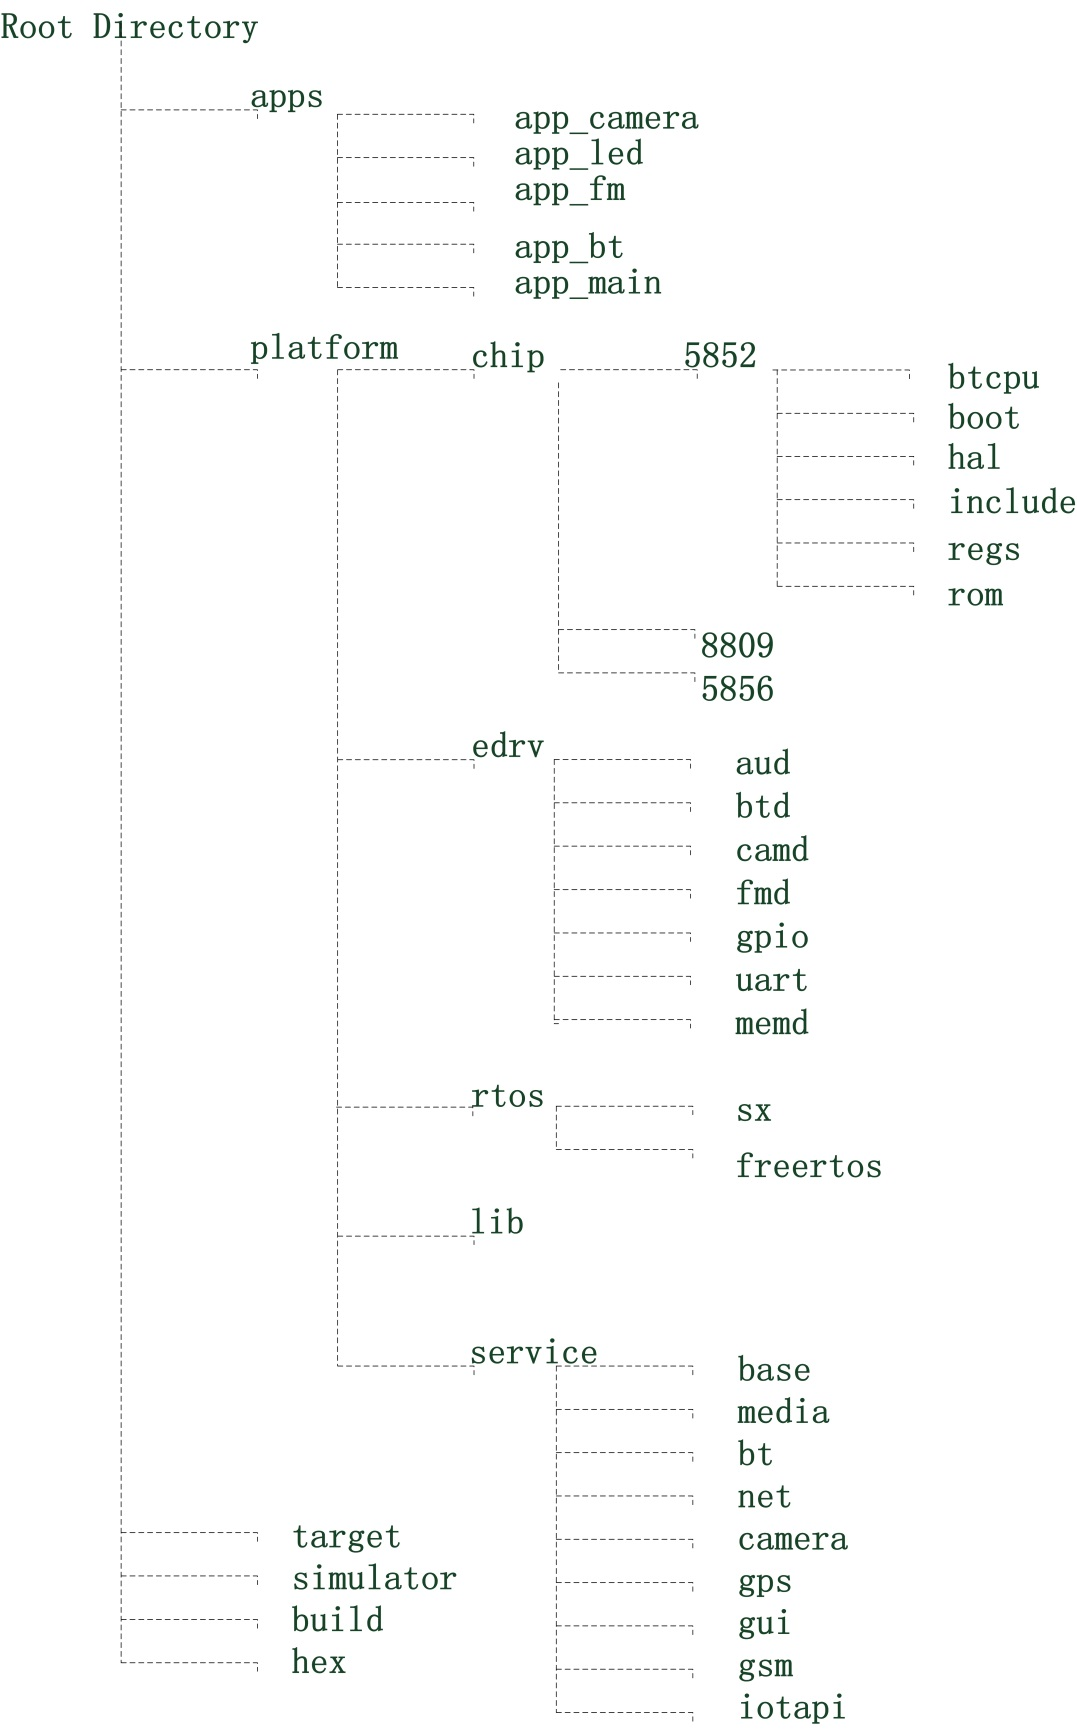 Root Directory
apps
app_camera
app_led
app_fm
app_bt
app_main
platform
chip
5852
btcpu
boot
hal
include
regs
rom
8809
5856
edrv
aud
btd
camd
fmd
gpio
uart
memd
rtos
sx
freertos
lib
service
base
media
bt
net
camera
gps
gui
gsm
iotapi
target
simulator
build
hex